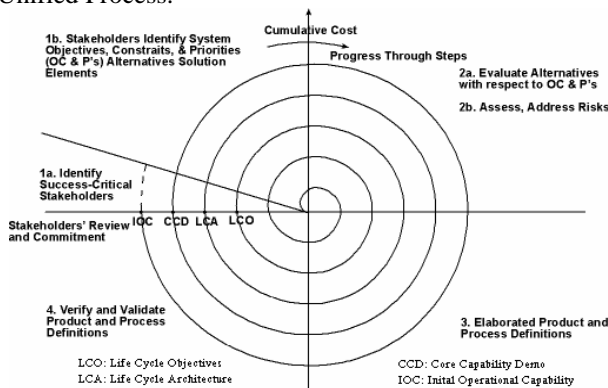 Unified Process.
Cumulative Cost
1b. Stakeholders Identify System
Objectives, Constraits, & Priorities
(OC & P's) Alternatives Solution
Elements
Progress Through Steps
2a. Evaluate Alternatives
with respect to OC & P's
2b. Assess, Address Risks
1a. Identify
Success-Critical
Stakeholders
Stakeholders' Review
and Commitment
IOC CCD LCA LCO
4. Verify and Validate
Product and Process
Definitions
3. Elaborated Product and
Process Definitions
LCO: Life Cycle Objectives
LCA: Life Cycle Architecture
CCD: Core Capability Demo
IOC: Inital Operational Capability